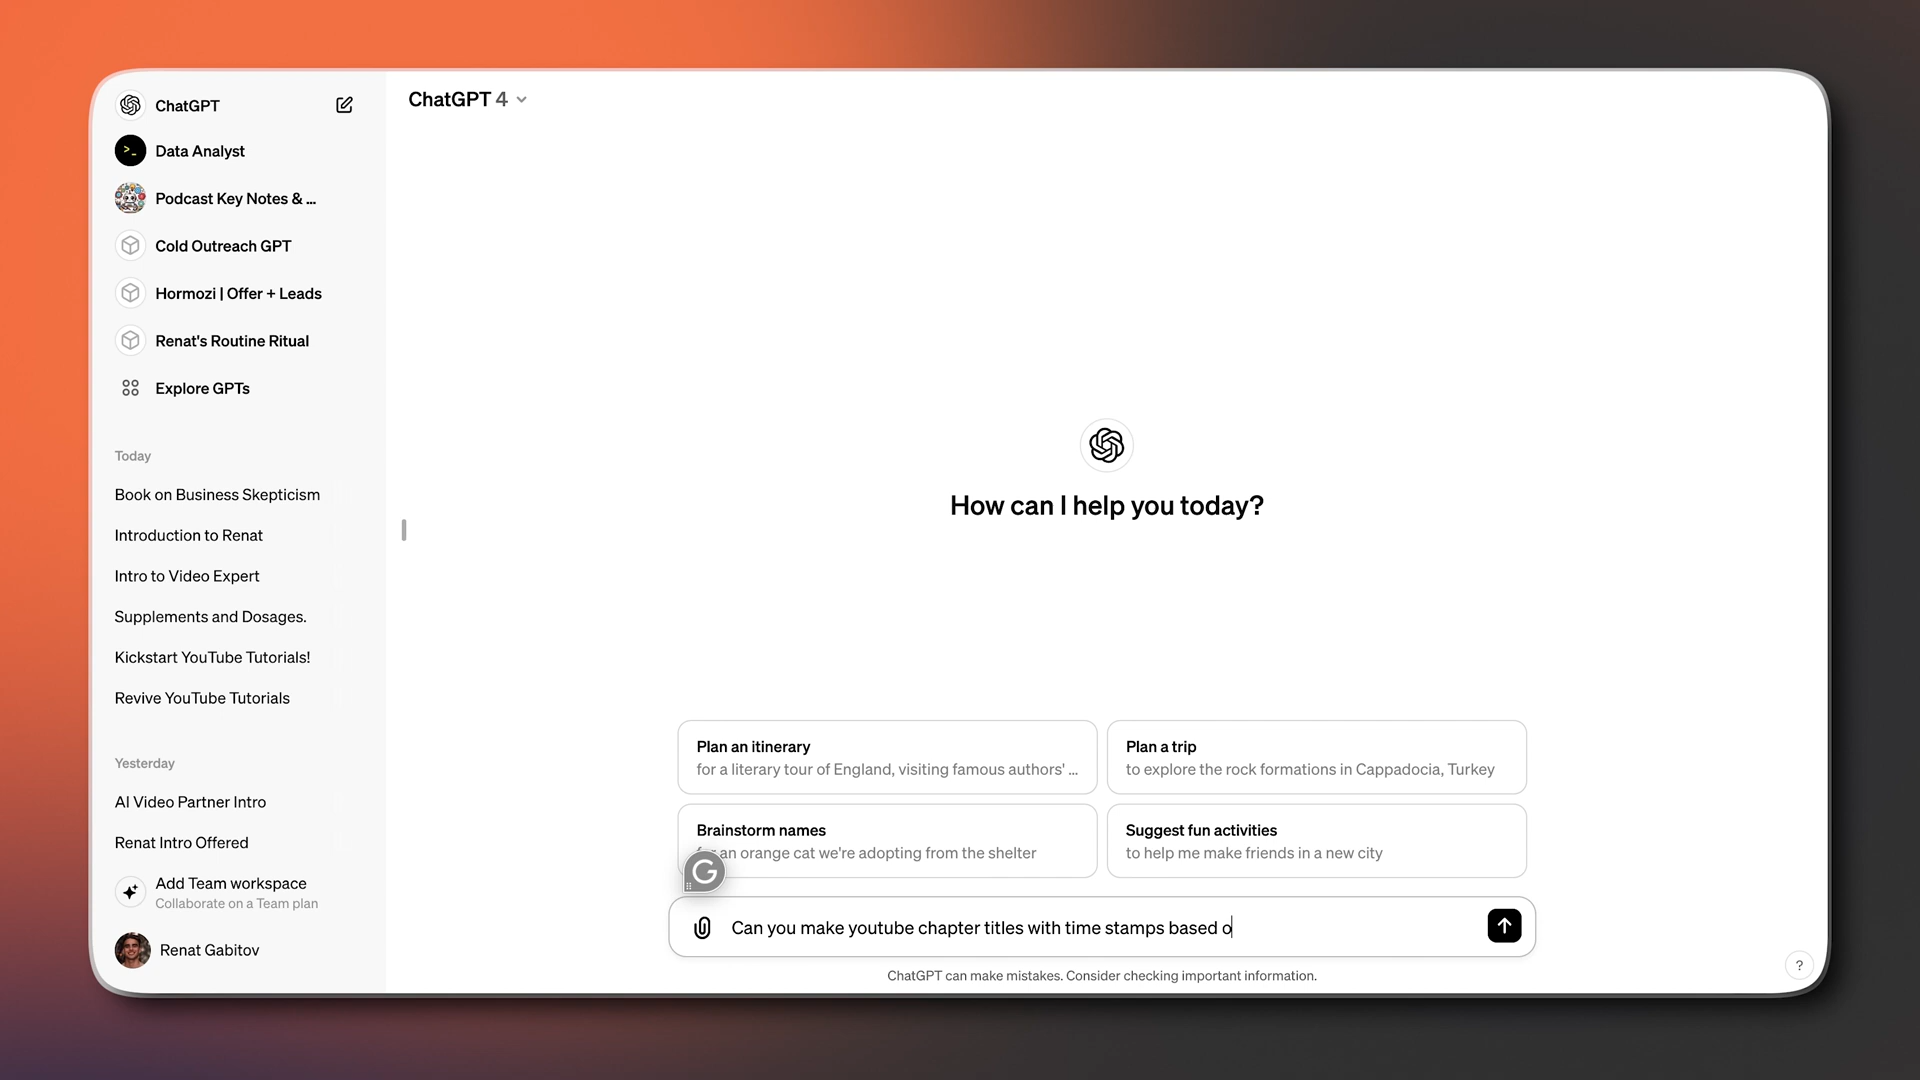 ChatGPT
Data Analyst
Podcast Key Notes & ...
Cold Outreach GPT
Hormozi | Offer + Leads
Renat's Routine Ritual
Explore GPTs
Today
Book on Business Skepticism
Introduction to Renat
Intro to Video Expert
Supplements and Dosages.
Kickstart YouTube Tutorials!
Revive YouTube Tutorials
Yesterday
AI Video Partner Intro
Renat Intro Offered
Add Team workspace
Collaborate on a Team plan
Renat Gabitov
ChatGPT 4
How can I help you today?
Plan an itinerary
for a literary tour of England, visiting famous authors' ...
Plan a trip
to explore the rock formations in Cappadocia, Turkey
Brainstorm names
for an orange cat we're adopting from the shelter
Suggest fun activities
to help me make friends in a new city
Can you make youtube chapter titles with time stamps based o
ChatGPT can make mistakes. Consider checking important information.
?